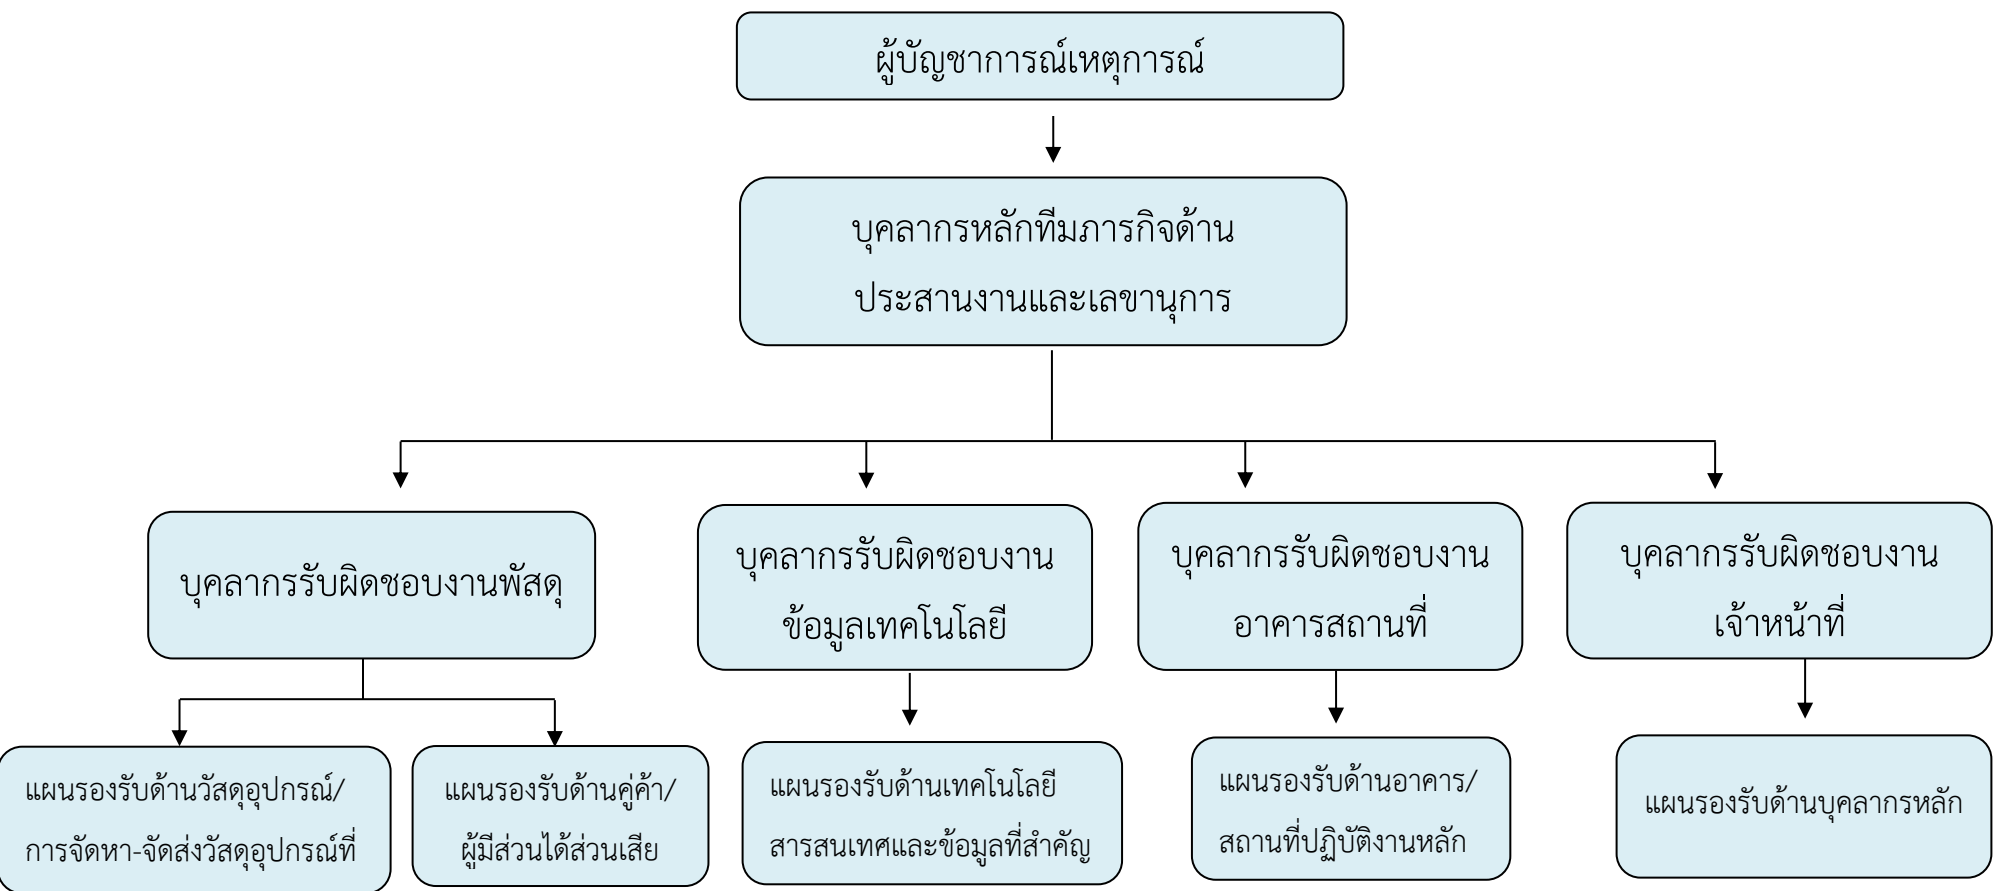 ผู้บัญชาการณ์เหตุการณ์
บุคลากรหลักทีมภารกิจด้าน
ประสานงานและเลขานุการ
บุคลากรรับผิดชอบงานพัสดุ
บุคลากรรับผิดชอบงาน
ข้อมูลเทคโนโลยี
บุคลากรรับผิดชอบงาน
อาคารสถานที่
บุคลากรรับผิดชอบงาน
เจ้าหน้าที่
แผนรองรับด้านวัสดุอุปกรณ์/
การจัดหา-จัดส่งวัสดุอุปกรณ์ที่
แผนรองรับด้านคู่ค้า/
ผู้มีส่วนได้ส่วนเสีย
แผนรองรับด้านเทคโนโลยี
สารสนเทศและข้อมูลที่สำคัญ
แผนรองรับด้านอาคาร/
สถานที่ปฏิบัติงานหลัก
แผนรองรับด้านบุคลากรหลัก